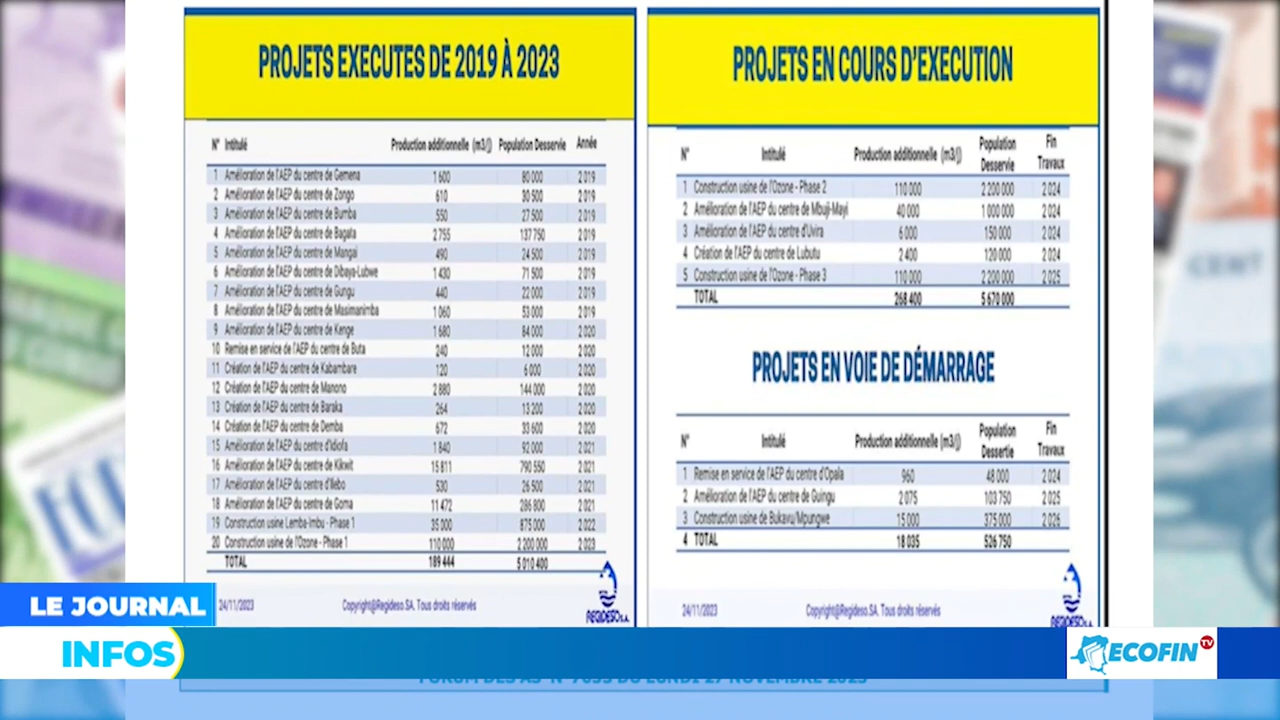 PROJETS EXECUTES DE 2019 À 2023
N° Intitulé Production additionnelle (m3/j) Population Desservie Année
1 Amélioration de l'AEP du centre de Gemena 1 600 80 000 2 019
2 Amélioration de l'AEP du centre de Zongo 610 30 500 2 019
3 Amélioration de l'AEP du centre de Bumba 550 27 500 2 019
4 Amélioration de l'AEP du centre de Bagata 2 755 137 750 2 019
5 Amélioration de l'AEP du centre de Mangai 490 24 500 2 019
6 Amélioration de l'AEP du centre de Dibaya-Lubwe 1 430 71 500 2 019
7 Amélioration de l'AEP du centre de Gungu 440 22 000 2 019
8 Amélioration de l'AEP du centre de Masimanimba 1 060 53 000 2 019
9 Amélioration de l'AEP du centre de Kenge 1 680 84 000 2 020
10 Remise en service de l'AEP du centre de Buta 240 12 000 2 020
11 Création de l'AEP du centre de Kabambare 120 6 000 2 020
12 Création de l'AEP du centre de Manono 2 880 144 000 2 020
13 Création de l'AEP du centre de Baraka 264 13 200 2 020
14 Création de l'AEP du centre de Demba 672 33 600 2 020
15 Amélioration de l'AEP du centre d'Idiofa 1 840 92 000 2 021
16 Amélioration de l'AEP du centre de Kikwit 15 811 790 550 2 021
17 Amélioration de l'AEP du centre d'Ilebo 530 26 500 2 021
18 Amélioration de l'AEP du centre de Goma 11 472 286 800 2 021
19 Construction usine Lemba-Imbu - Phase 1 35 000 875 000 2 022
20 Construction usine de l'Ozone - Phase 1 110 000 2 200 000 2 023
TOTAL 189 444 5 010 400
24/11/2023 Copyright@Regideso.SA. Tous droits réservés
REGIDESO S.A.
PROJETS EN COURS D'EXECUTION
N° Intitulé Production additionnelle (m3/j) Population Desservie Fin Travaux
1 Construction usine de l'Ozone - Phase 2 110 000 2 200 000 2 024
2 Amélioration de l'AEP du centre de Mbuji-Mayi 40 000 1 000 000 2 024
3 Amélioration de l'AEP du centre d'Uvira 6 000 150 000 2 024
4 Création de l'AEP du centre de Lubutu 2 400 120 000 2 024
5 Construction usine de l'Ozone - Phase 3 110 000 2 200 000 2 025
TOTAL 268 400 5 670 000
PROJETS EN VOIE DE DÉMARRAGE
N° Intitulé Production additionnelle (m3/j) Population Dessertie Fin Travaux
1 Remise en service de l'AEP du centre d'Opala 960 48 000 2 024
2 Amélioration de l'AEP du centre de Guingu 2 075 103 750 2 025
3 Construction usine de Bukavu/Mpungwe 15 000 375 000 2 026
4 TOTAL 18 035 526 750
24/11/2023 Copyright@Regideso.SA. Tous droits réservés
REGIDESO S.A.
CENT
LE JOURNAL
INFOS
ECOFIN TV